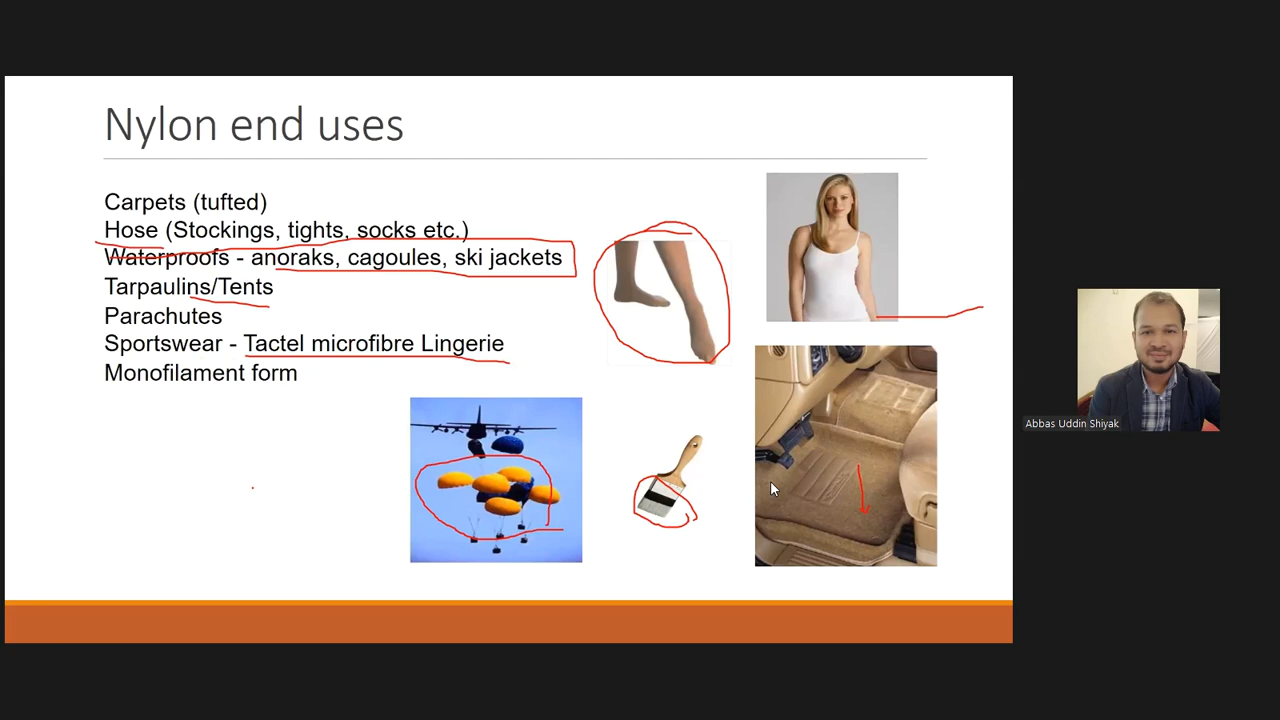 Nylon end uses
Carpets (tufted)
Hose (Stockings, tights, socks etc.)
Waterproofs - anoraks, cagoules, ski jackets
Tarpaulins/Tents
Parachutes
Sportswear - Tactel microfibre Lingerie
Monofilament form
Abbas Uddin Shiyak